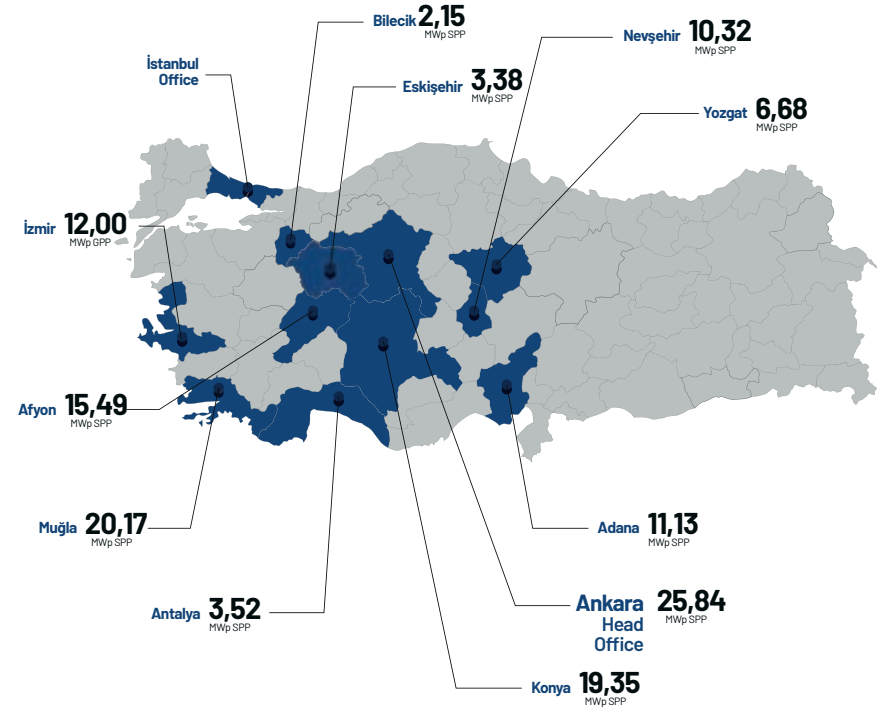 Bilecik 2,15
MWp SPP
Nevşehir 10,32
MWp SPP
İstanbul
Office
Eskişehir 3,38
MWp SPP
Yozgat 6,68
MWp SPP
İzmir 12,00
MWp GPP
Afyon 15,49
MWp SPP
Muğla 20,17
MWp SPP
Adana 11,13
MWp SPP
Antalya 3,52
MWp SPP
Ankara 25,84
Head
MWp SPP
Office
Konya 19,35
MWp SPP